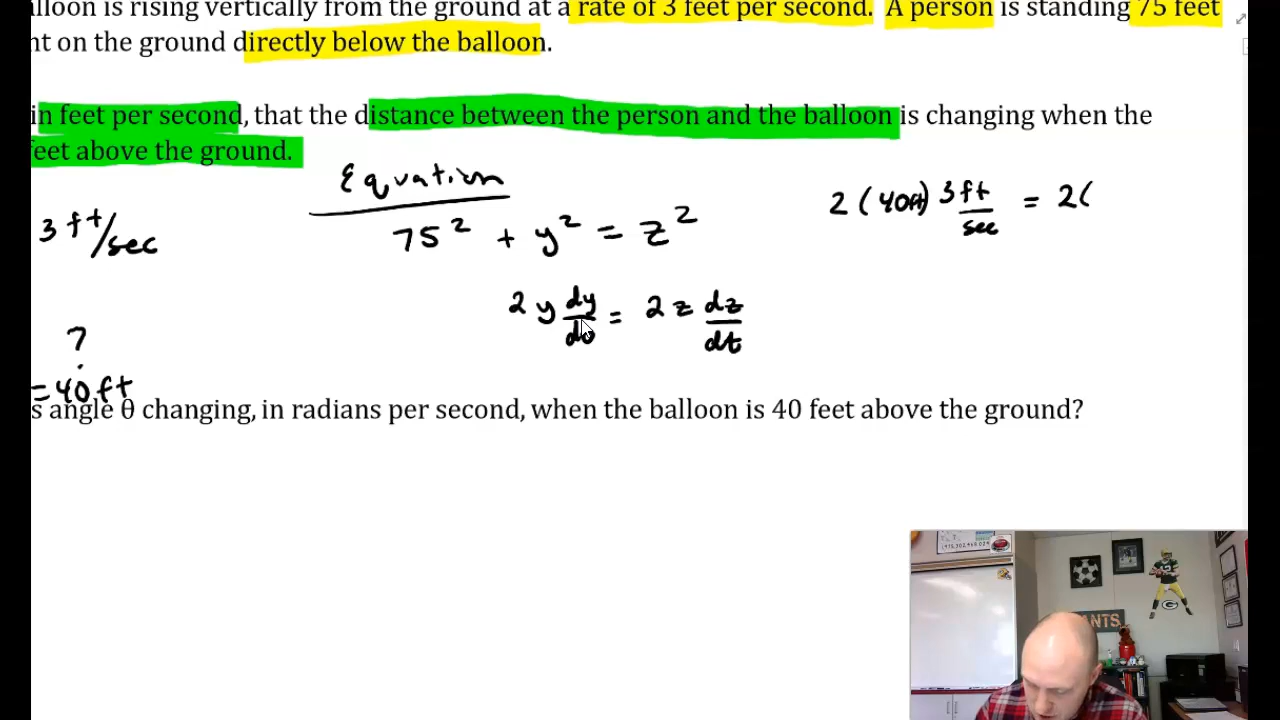 lloon is rising vertically from the ground at a rate of 3 feet per second. A person is standing 75 feet
nt on the ground directly below the balloon.
in feet per second, that the distance between the person and the balloon is changing when the
feet above the ground.
Equation
3 ft/sec
75² + y² = z²
2 (40ft) 3ft/sec = 2(
2y dy/dt = 2z dz/dt
?
= 40ft
s angle θ changing, in radians per second, when the balloon is 40 feet above the ground?
ANTS
12
G